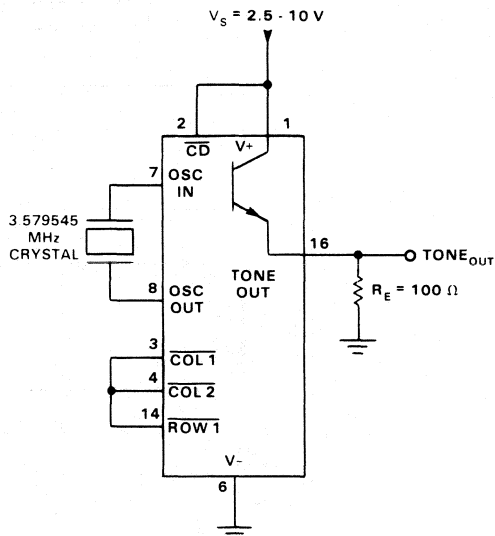 V_S = 2.5 - 10 V
2
1
CD
V+
7
OSC
IN
3 579545
MHz
CRYSTAL
16
TONE_OUT
TONE
OUT
R_E = 100 Ω
8
OSC
OUT
3
COL 1
4
COL 2
14
ROW 1
V-
6